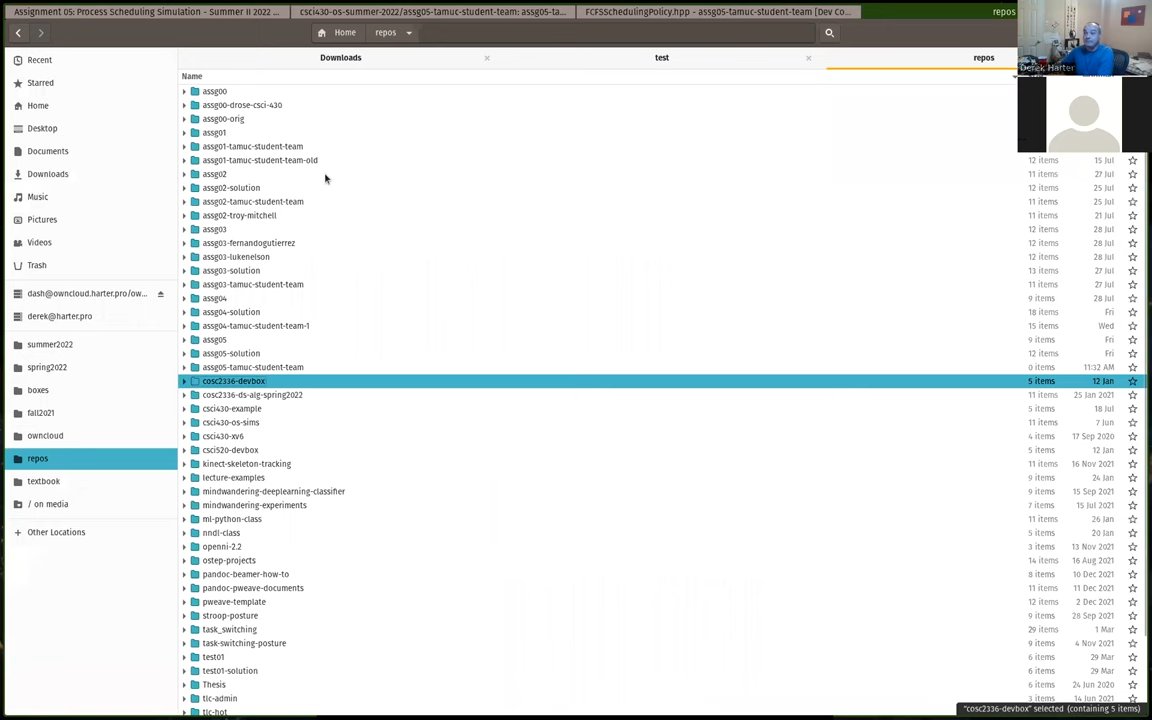 Assignment 05: Process Scheduling Simulation - Summer II 2022 ...
csci430-os-summer-2022/assg05-tamuc-student-team: assg05-ta...
FCFSSchedulingPolicy.hpp - assg05-tamuc-student-team [Dev Co...
repos
Home
repos
Derek Harter
Downloads
test
repos
Name
Recent
Starred
Home
Desktop
Documents
Downloads
Music
Pictures
Videos
Trash
dash@owncloud.harter.pro/ow...
derek@harter.pro
summer2022
spring2022
boxes
fall2021
owncloud
repos
textbook
/ on media
Other Locations
assg00
assg00-drose-csci-430
assg00-orig
assg01
assg01-tamuc-student-team
assg01-tamuc-student-team-old 12 items 15 Jul
assg02 11 items 27 Jul
assg02-solution 12 items 25 Jul
assg02-tamuc-student-team 11 items 25 Jul
assg02-troy-mitchell 11 items 21 Jul
assg03 12 items 28 Jul
assg03-fernandogutierrez 12 items 28 Jul
assg03-lukenelson 12 items 28 Jul
assg03-solution 13 items 27 Jul
assg03-tamuc-student-team 11 items 27 Jul
assg04 9 items 28 Jul
assg04-solution 18 items Fri
assg04-tamuc-student-team-1 15 items Wed
assg05 9 items Fri
assg05-solution 12 items Fri
assg05-tamuc-student-team 0 items 11:32 AM
cosc2336-devbox 5 items 12 Jan
cosc2336-ds-alg-spring2022 11 items 25 Jan 2021
csci430-example 5 items 18 Jul
csci430-os-sims 11 items 7 Jun
csci430-xv6 4 items 17 Sep 2020
csci520-devbox 5 items 12 Jan
kinect-skeleton-tracking 11 items 16 Nov 2021
lecture-examples 9 items 24 Jan
mindwandering-deeplearning-classifier 9 items 15 Sep 2021
mindwandering-experiments 7 items 15 Jul 2021
ml-python-class 11 items 26 Jan
nndl-class 5 items 20 Jan
openni-2.2 3 items 13 Nov 2021
ostep-projects 14 items 16 Aug 2021
pandoc-beamer-how-to 8 items 10 Dec 2021
pandoc-pweave-documents 11 items 11 Dec 2021
pweave-template 12 items 2 Dec 2021
stroop-posture 9 items 28 Sep 2021
task_switching 29 items 1 Mar
task-switching-posture 9 items 4 Nov 2021
test01 6 items 29 Mar
test01-solution 6 items 29 Mar
Thesis 6 items 24 Jun 2020
tlc-admin 3 items 14 Jun 2021
tlc-hot
"cosc2336-devbox" selected (containing 5 items)